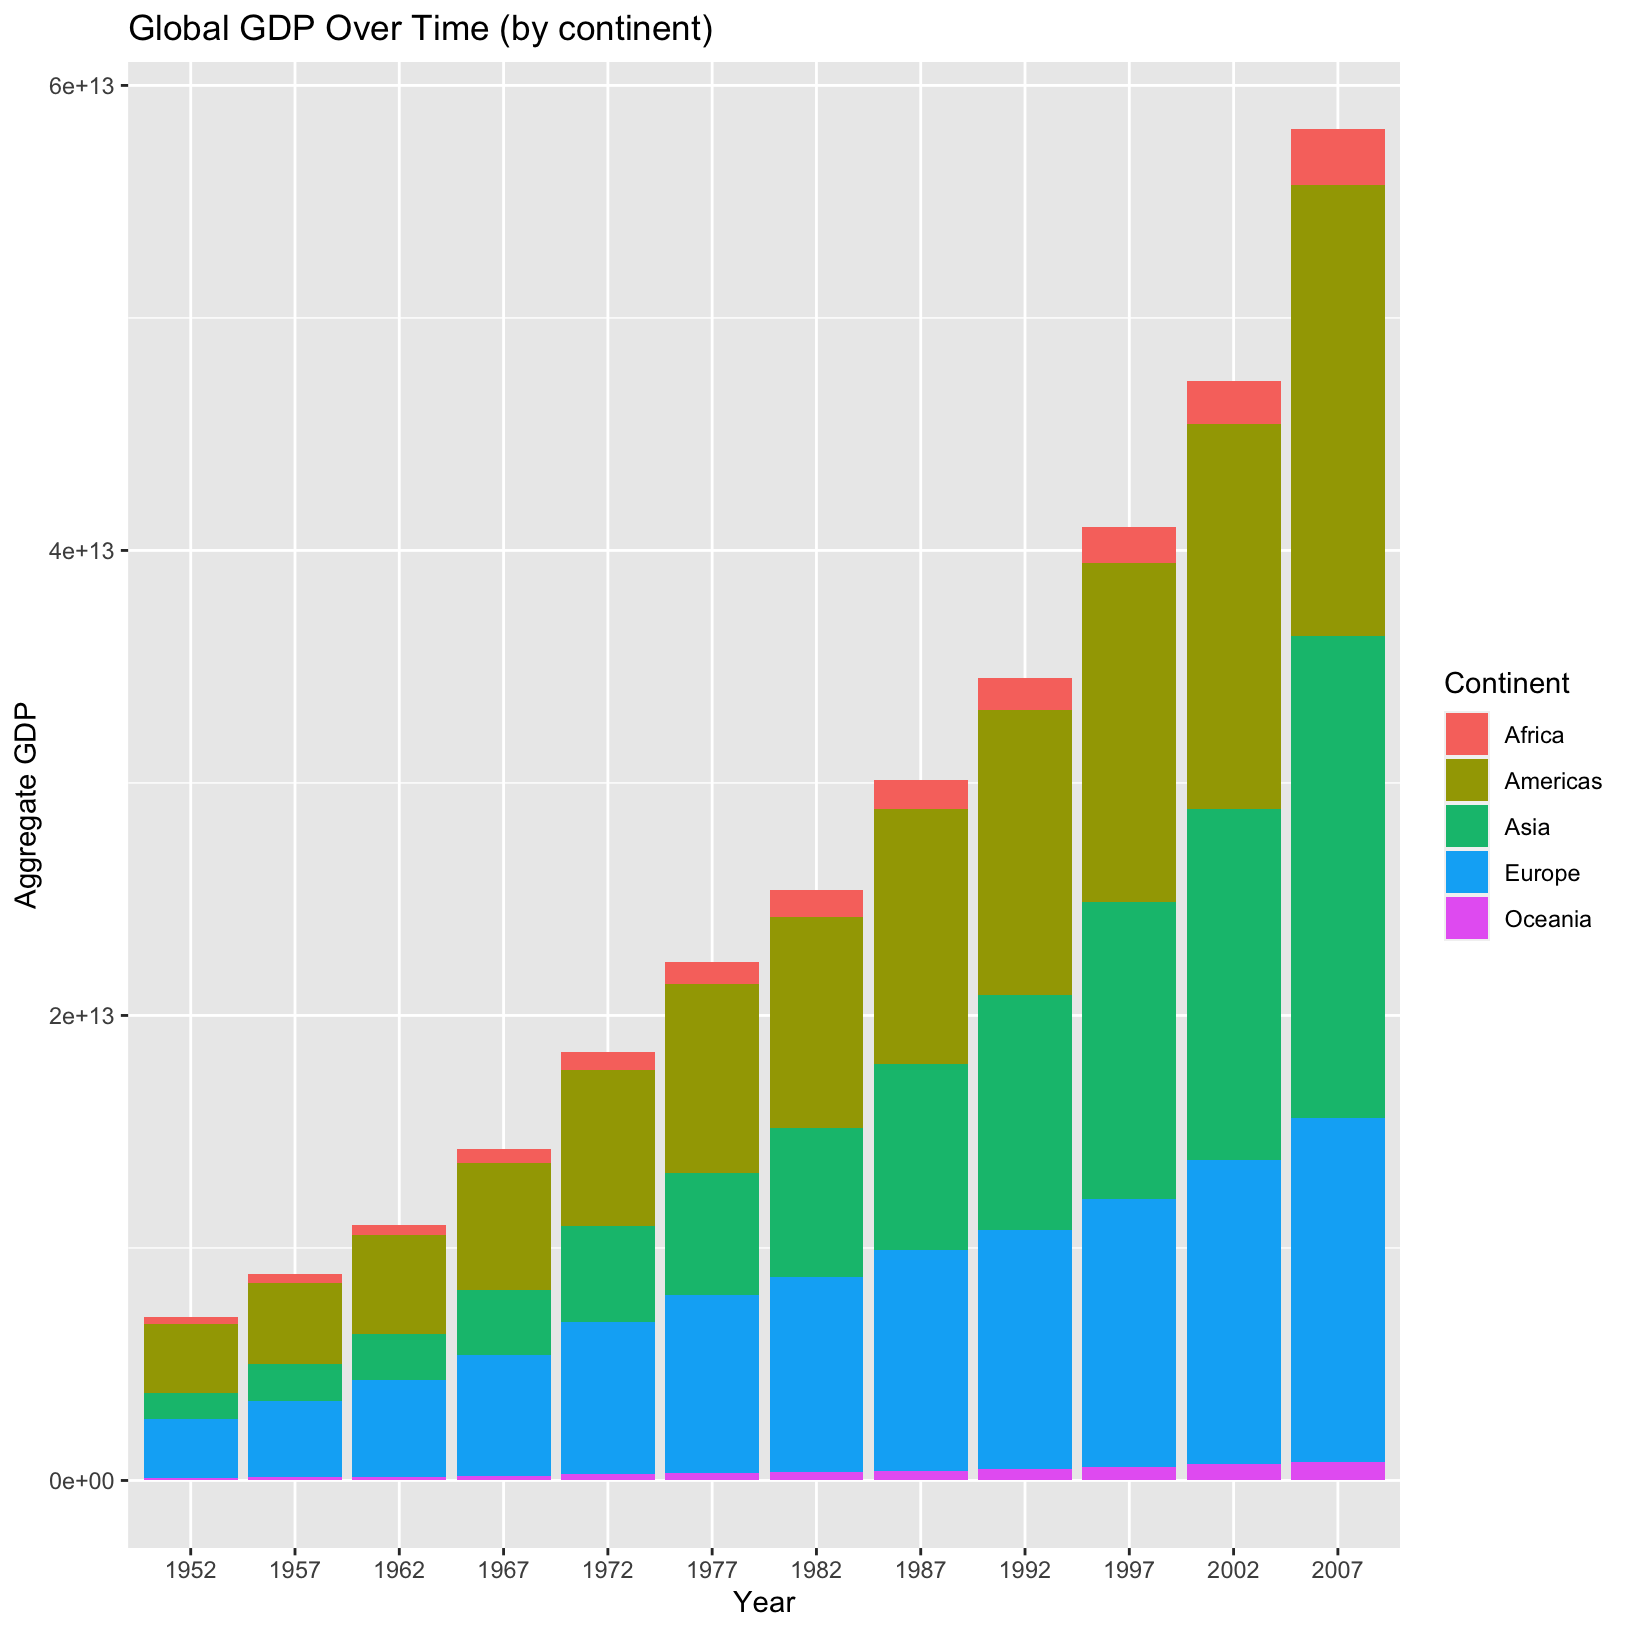 Global GDP Over Time (by continent)
6e+13
4e+13
2e+13
0e+00
Aggregate GDP
1952 1957 1962 1967 1972 1977 1982 1987 1992 1997 2002 2007
Year
Continent
Africa
Americas
Asia
Europe
Oceania